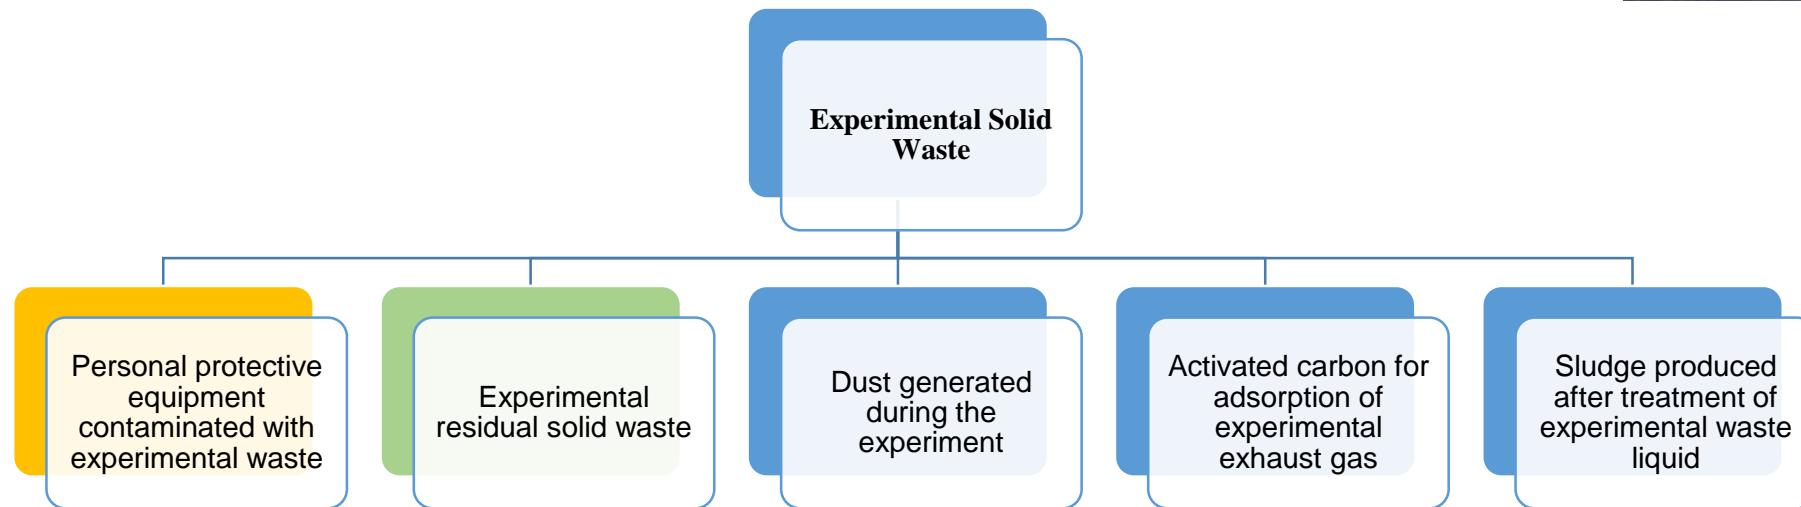 Experimental Solid
Waste
Personal protective
equipment
contaminated with
experimental waste
Experimental
residual solid waste
Dust generated
during the
experiment
Activated carbon for
adsorption of
experimental
exhaust gas
Sludge produced
after treatment of
experimental waste
liquid